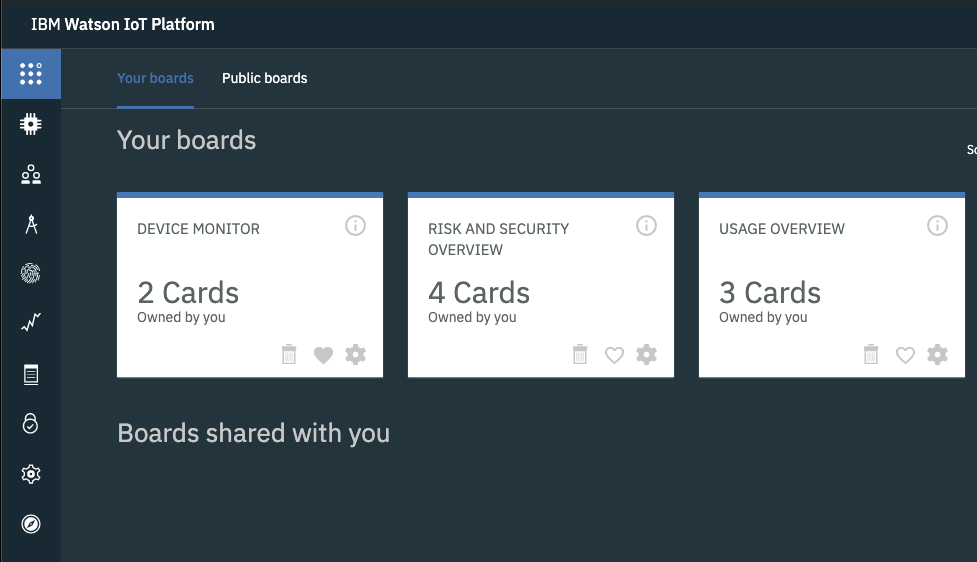 IBM Watson IoT Platform
Your boards
Public boards
Your boards
DEVICE MONITOR
2 Cards
Owned by you
RISK AND SECURITY
OVERVIEW
4 Cards
Owned by you
USAGE OVERVIEW
3 Cards
Owned by you
Boards shared with you